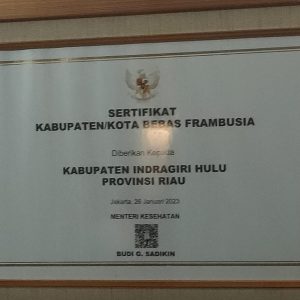 SERTIFIKAT
KABUPATEN/KOTA BEBAS FRAMBUSIA
Diberikan Kepada
KABUPATEN INDRAGIRI HULU
PROVINSI RIAU
Jakarta, 26 Januari 2023
MENTERI KESEHATAN
BUDI G. SADIKIN